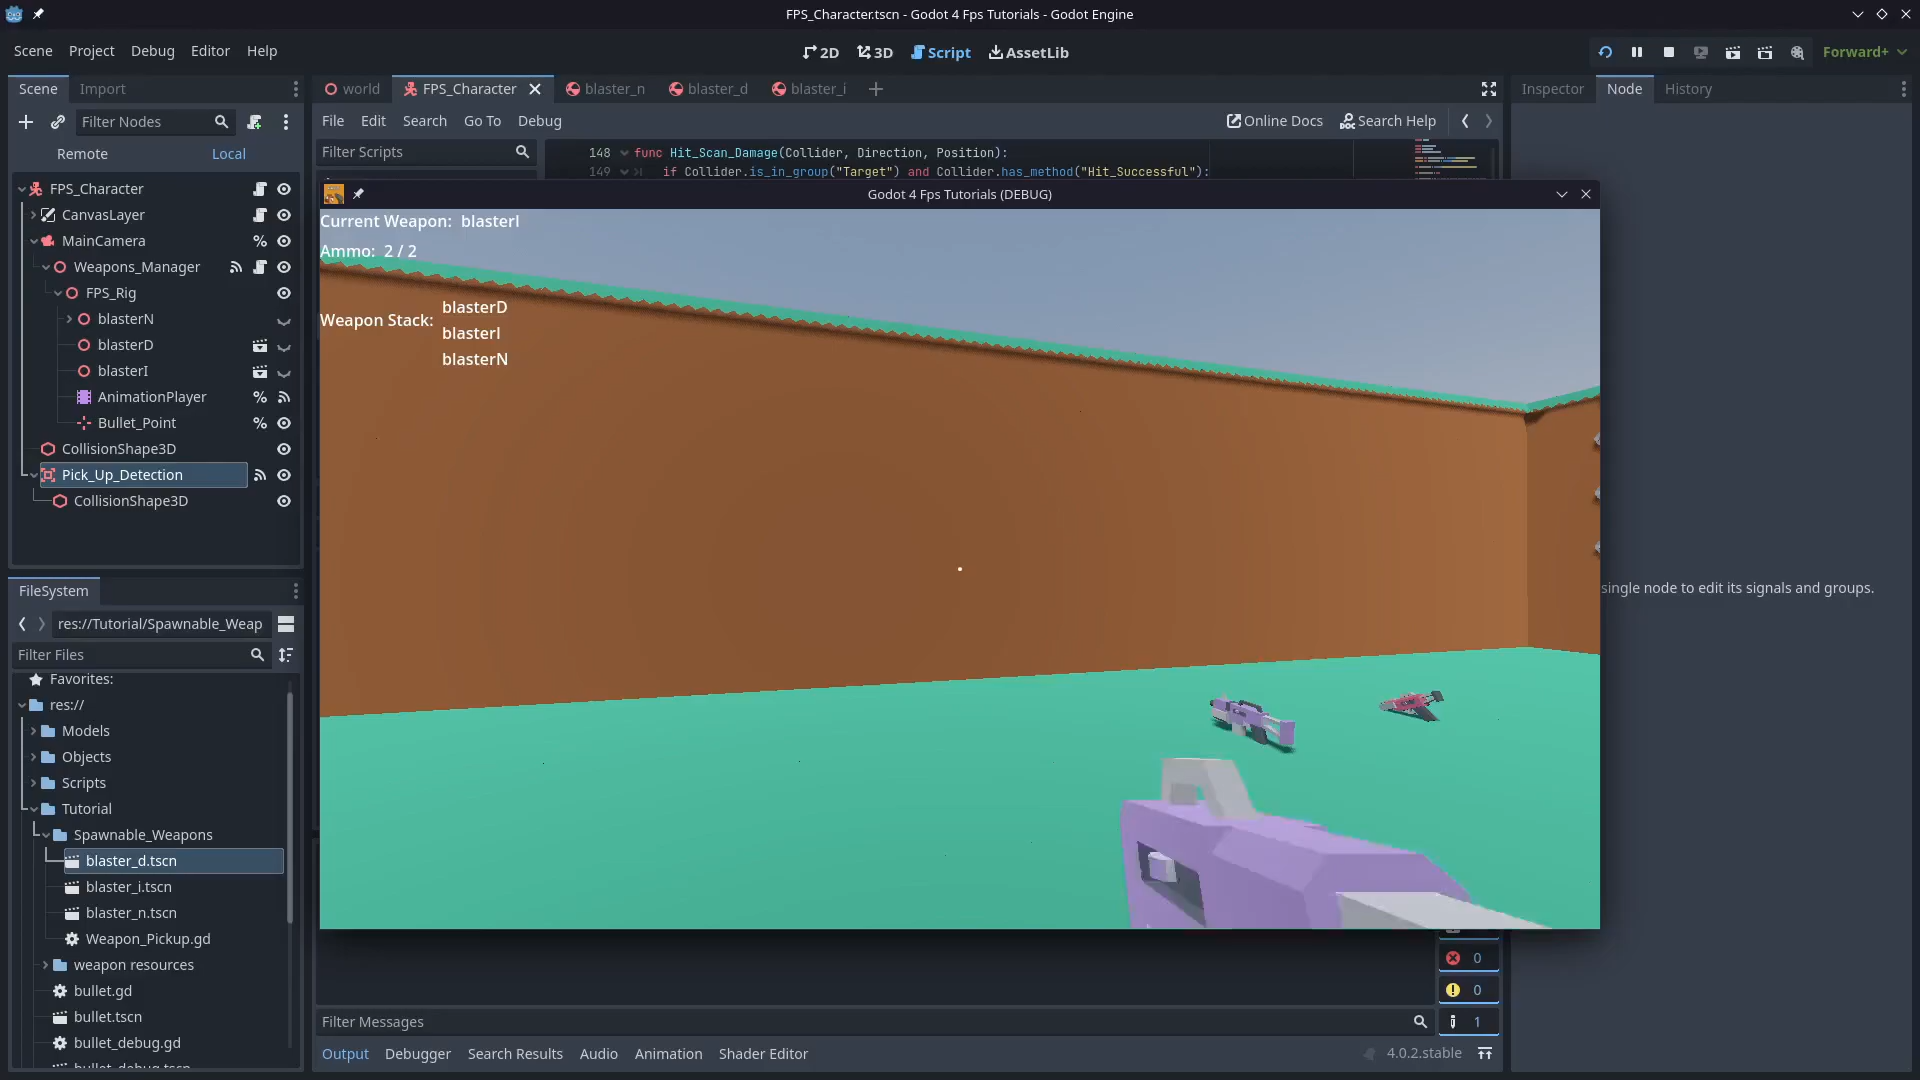 FPS_Character.tscn - Godot 4 Fps Tutorials - Godot Engine
Scene Project Debug Editor Help
2D 3D Script AssetLib
Forward+
Scene Import
world FPS_Character blaster_n blaster_d blaster_i
Inspector Node History
Filter Nodes
File Edit Search Go To Debug
Online Docs Search Help
Remote Local
Filter Scripts
148 func Hit_Scan_Damage(Collider, Direction, Position):
149 if Collider.is_in_group("Target") and Collider.has_method("Hit_Successful"):
FPS_Character
CanvasLayer
MainCamera
Weapons_Manager
FPS_Rig
blasterN
blasterD
blasterI
AnimationPlayer
Bullet_Point
CollisionShape3D
Pick_Up_Detection
CollisionShape3D
Godot 4 Fps Tutorials (DEBUG)
Current Weapon: blasterI
Ammo: 2 / 2
Weapon Stack:
blasterD
blasterI
blasterN
single node to edit its signals and groups.
FileSystem
res://Tutorial/Spawnable_Weap
Filter Files
Favorites:
res://
Models
Objects
Scripts
Tutorial
Spawnable_Weapons
blaster_d.tscn
blaster_i.tscn
blaster_n.tscn
Weapon_Pickup.gd
weapon resources
bullet.gd
bullet.tscn
bullet_debug.gd
bullet_debug.tscn
0
0
1
Filter Messages
Output Debugger Search Results Audio Animation Shader Editor
4.0.2.stable